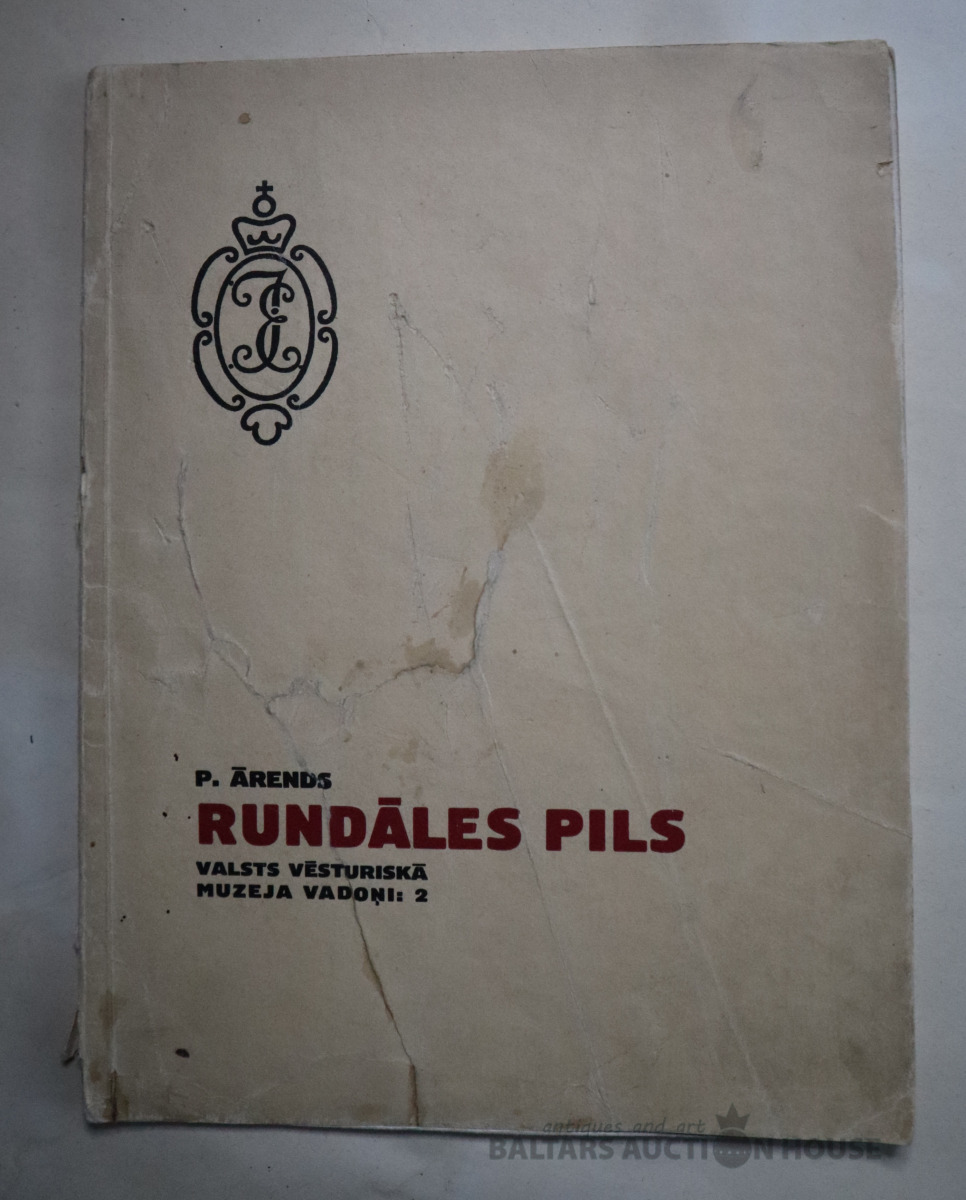 P. ĀRENDS
RUNDĀLES PILS
VALSTS VĒSTURISKĀ
MUZEJA VADOŅI: 2
antiques and art
BALTARS AUCTION HOUSE